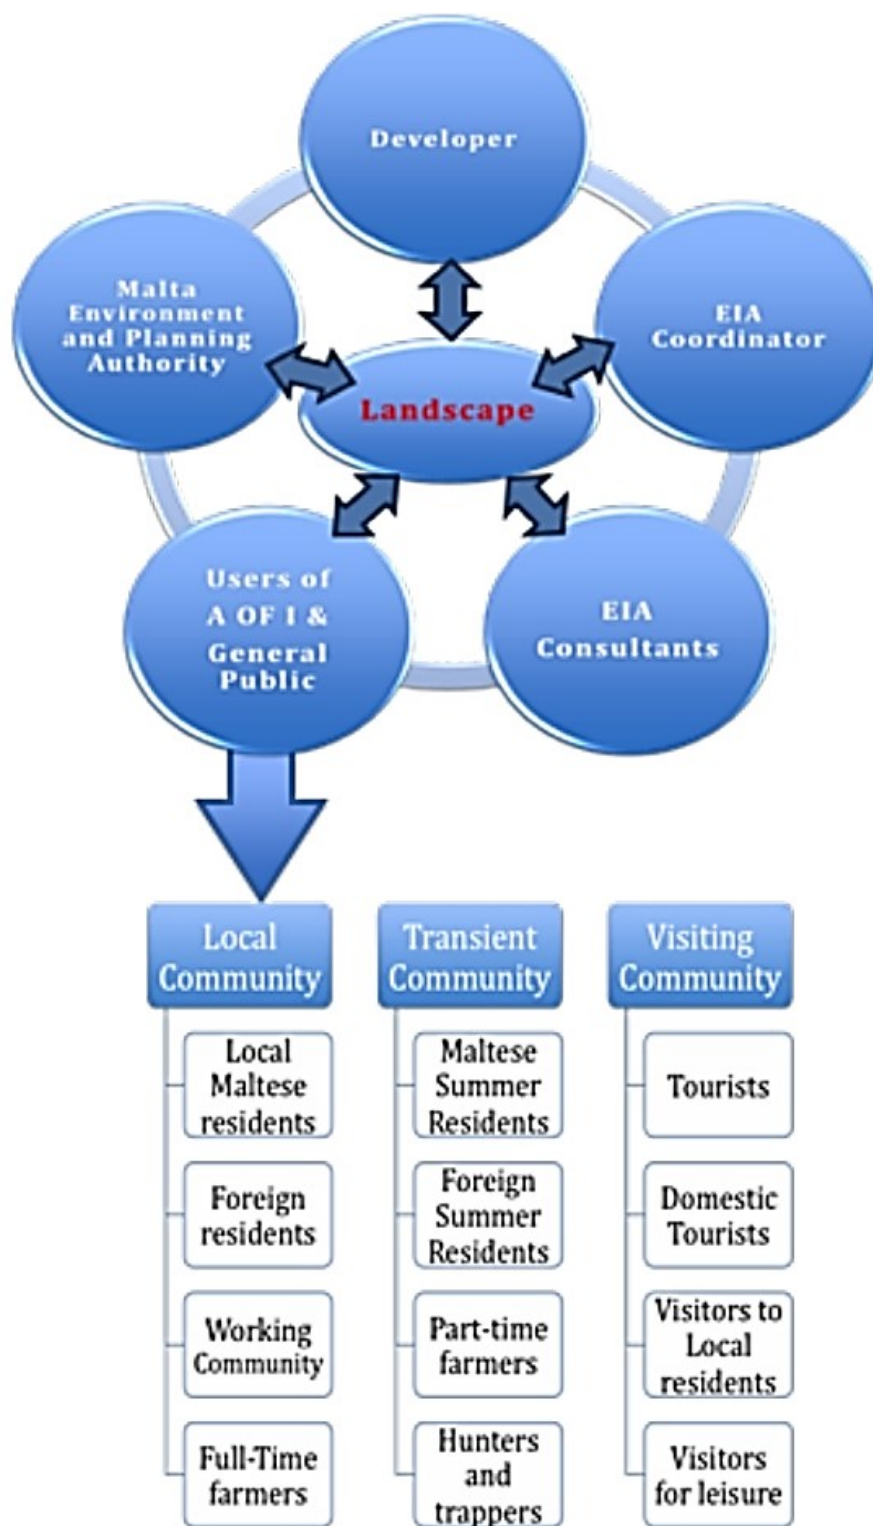 Developer
Malta
Environment
and Planning
Authority
EIA
Coordinator
Landscape
Users of
A OF I &
General
Public
EIA
Consultants
Local
Community
Local
Maltese
residents
Foreign
residents
Working
Community
Full-Time
farmers
Transient
Community
Maltese
Summer
Residents
Foreign
Summer
Residents
Part-time
farmers
Hunters
and
trappers
Visiting
Community
Tourists
Domestic
Tourists
Visitors to
Local
residents
Visitors
for leisure